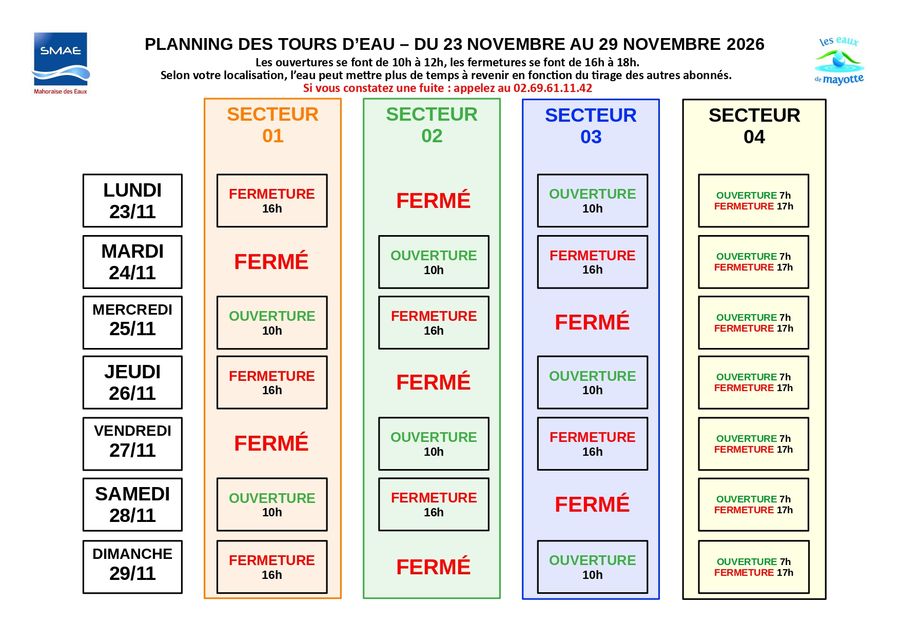 SMAE
Mahoraise des Eaux
PLANNING DES TOURS D’EAU – DU 23 NOVEMBRE AU 29 NOVEMBRE 2026
Les ouvertures se font de 10h à 12h, les fermetures se font de 16h à 18h.
Selon votre localisation, l’eau peut mettre plus de temps à revenir en fonction du tirage des autres abonnés.
Si vous constatez une fuite : appelez au 02.69.61.11.42
les eaux
de mayotte
SECTEUR
01
SECTEUR
02
SECTEUR
03
SECTEUR
04
LUNDI
23/11
FERMETURE
16h
FERMÉ
OUVERTURE
10h
OUVERTURE 7h
FERMETURE 17h
MARDI
24/11
FERMÉ
OUVERTURE
10h
FERMETURE
16h
OUVERTURE 7h
FERMETURE 17h
MERCREDI
25/11
OUVERTURE
10h
FERMETURE
16h
FERMÉ
OUVERTURE 7h
FERMETURE 17h
JEUDI
26/11
FERMETURE
16h
FERMÉ
OUVERTURE
10h
OUVERTURE 7h
FERMETURE 17h
VENDREDI
27/11
FERMÉ
OUVERTURE
10h
FERMETURE
16h
OUVERTURE 7h
FERMETURE 17h
SAMEDI
28/11
OUVERTURE
10h
FERMETURE
16h
FERMÉ
OUVERTURE 7h
FERMETURE 17h
DIMANCHE
29/11
FERMETURE
16h
FERMÉ
OUVERTURE
10h
OUVERTURE 7h
FERMETURE 17h